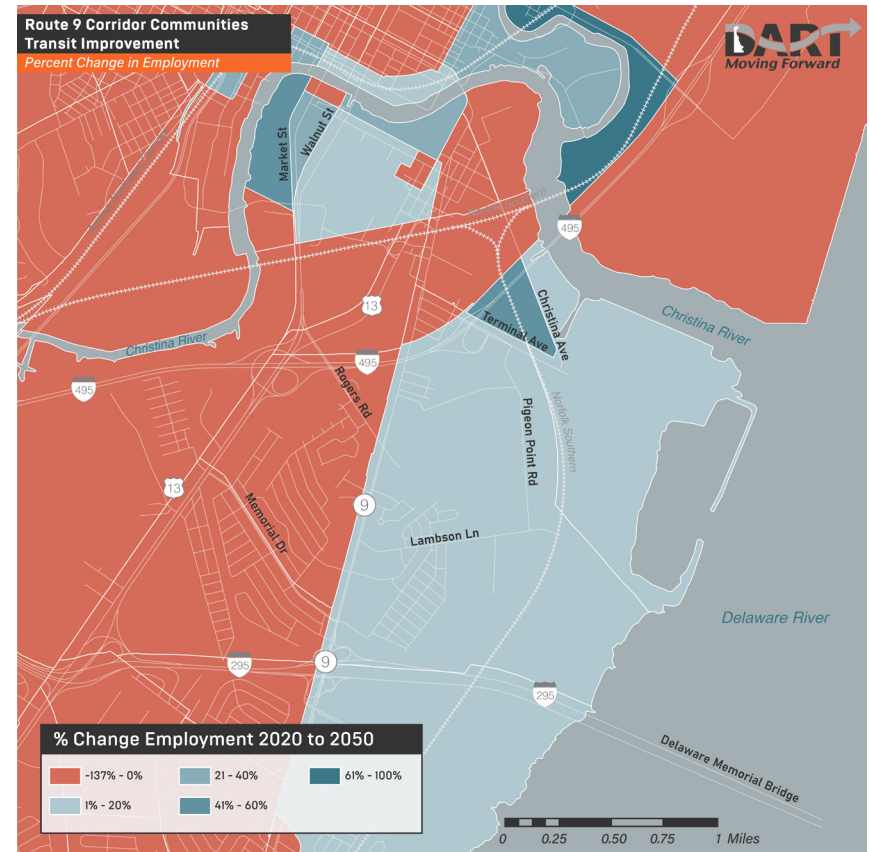 Route 9 Corridor Communities
Transit Improvement
Percent Change in Employment
DART
Moving Forward
Market St
Walnut St
495
Christina River
13
Christina Ave
Terminal Ave
Christina River
495
495
Rogers Rd
Norfolk Southern
Pigeon Point Rd
13
9
Memorial Dr
Lambson Ln
Delaware River
295
9
295
Delaware Memorial Bridge
% Change Employment 2020 to 2050
-137% - 0%
21 - 40%
61% - 100%
1% - 20%
41% - 60%
0 0.25 0.50 0.75 1 Miles